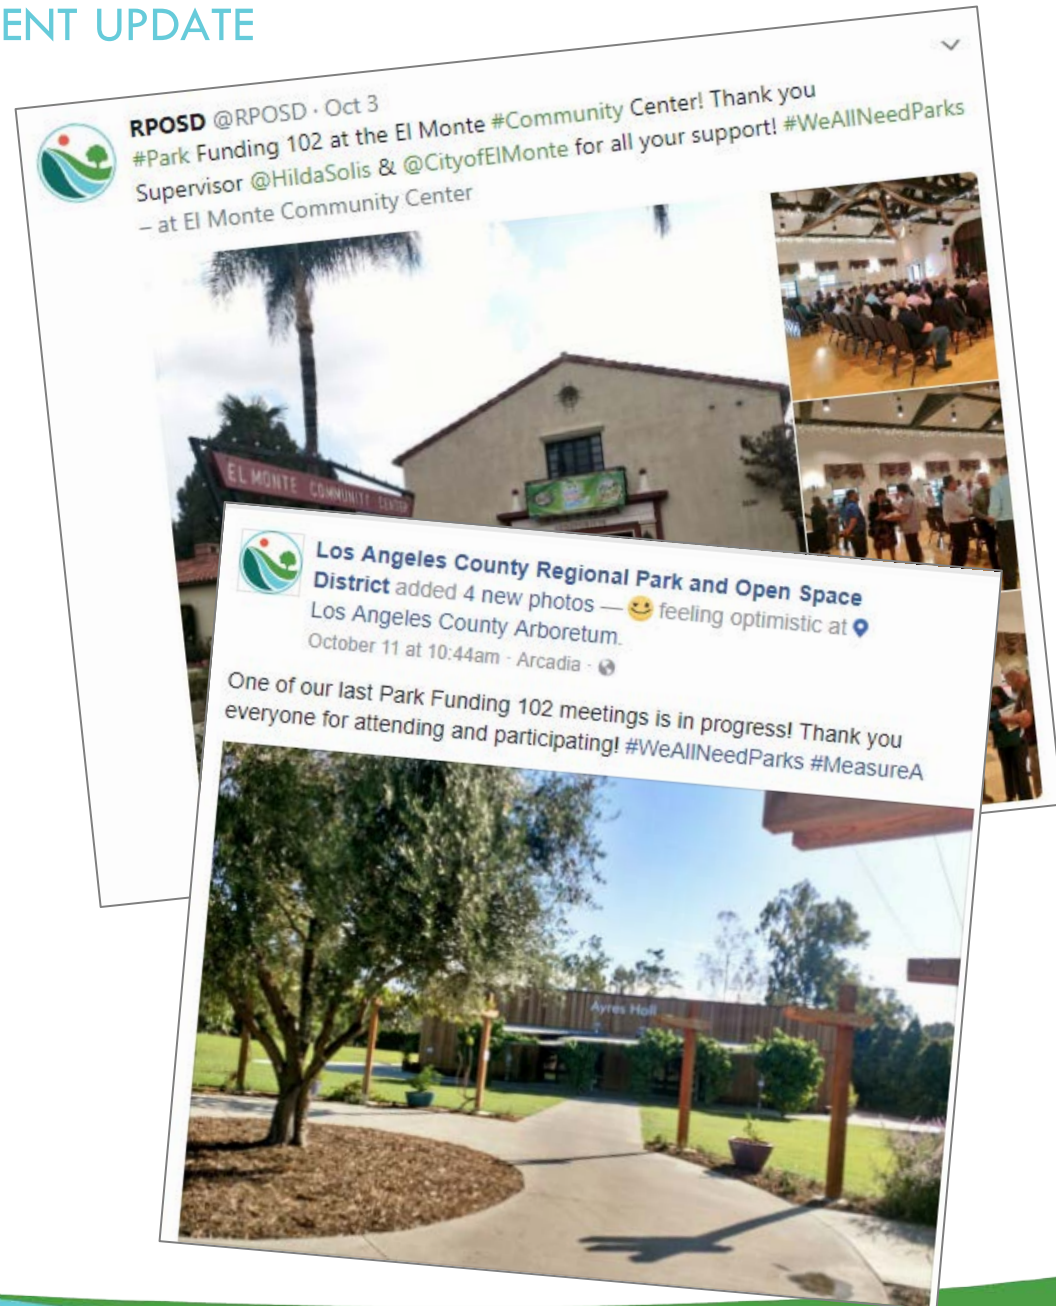 ENT UPDATE
RPOSD @RPOSD · Oct 3
#Park Funding 102 at the El Monte #Community Center! Thank you
Supervisor @HildaSolis & @CityofElMonte for all your support! #WeAllNeedParks
– at El Monte Community Center
EL MONTE COMMUNITY CENTER
Los Angeles County Regional Park and Open Space
District added 4 new photos — feeling optimistic at
Los Angeles County Arboretum.
October 11 at 10:44am · Arcadia ·
One of our last Park Funding 102 meetings is in progress! Thank you
everyone for attending and participating! #WeAllNeedParks #MeasureA
Ayres Hall